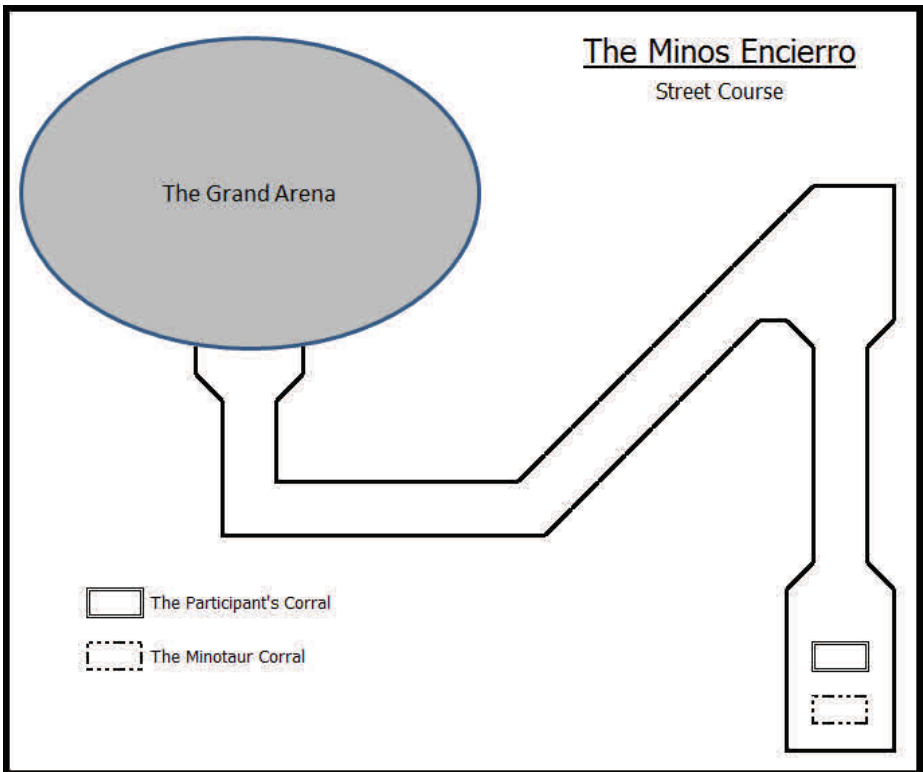 The Minos Encierro
Street Course
The Grand Arena
The Participant's Corral
The Minotaur Corral